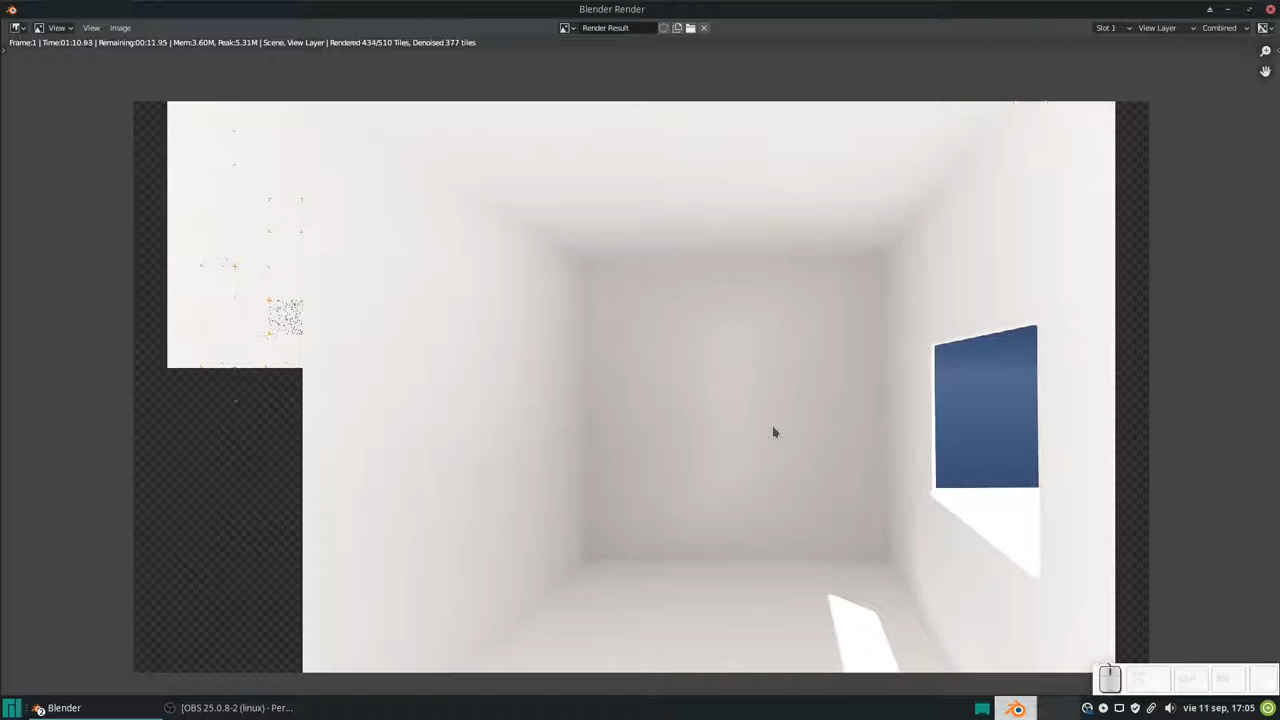 Blender Render
View
View
Image
Render Result
Slot 1
View Layer
Combined
Frame:1 | Time:01:10.93 | Remaining:00:11.95 | Mem:3.60M, Peak:5.31M | Scene, View Layer | Rendered 434/510 Tiles, Denoised 377 tiles
Blender
[OBS 25.0.8-2 (linux) - Per...
vie 11 sep, 17:05